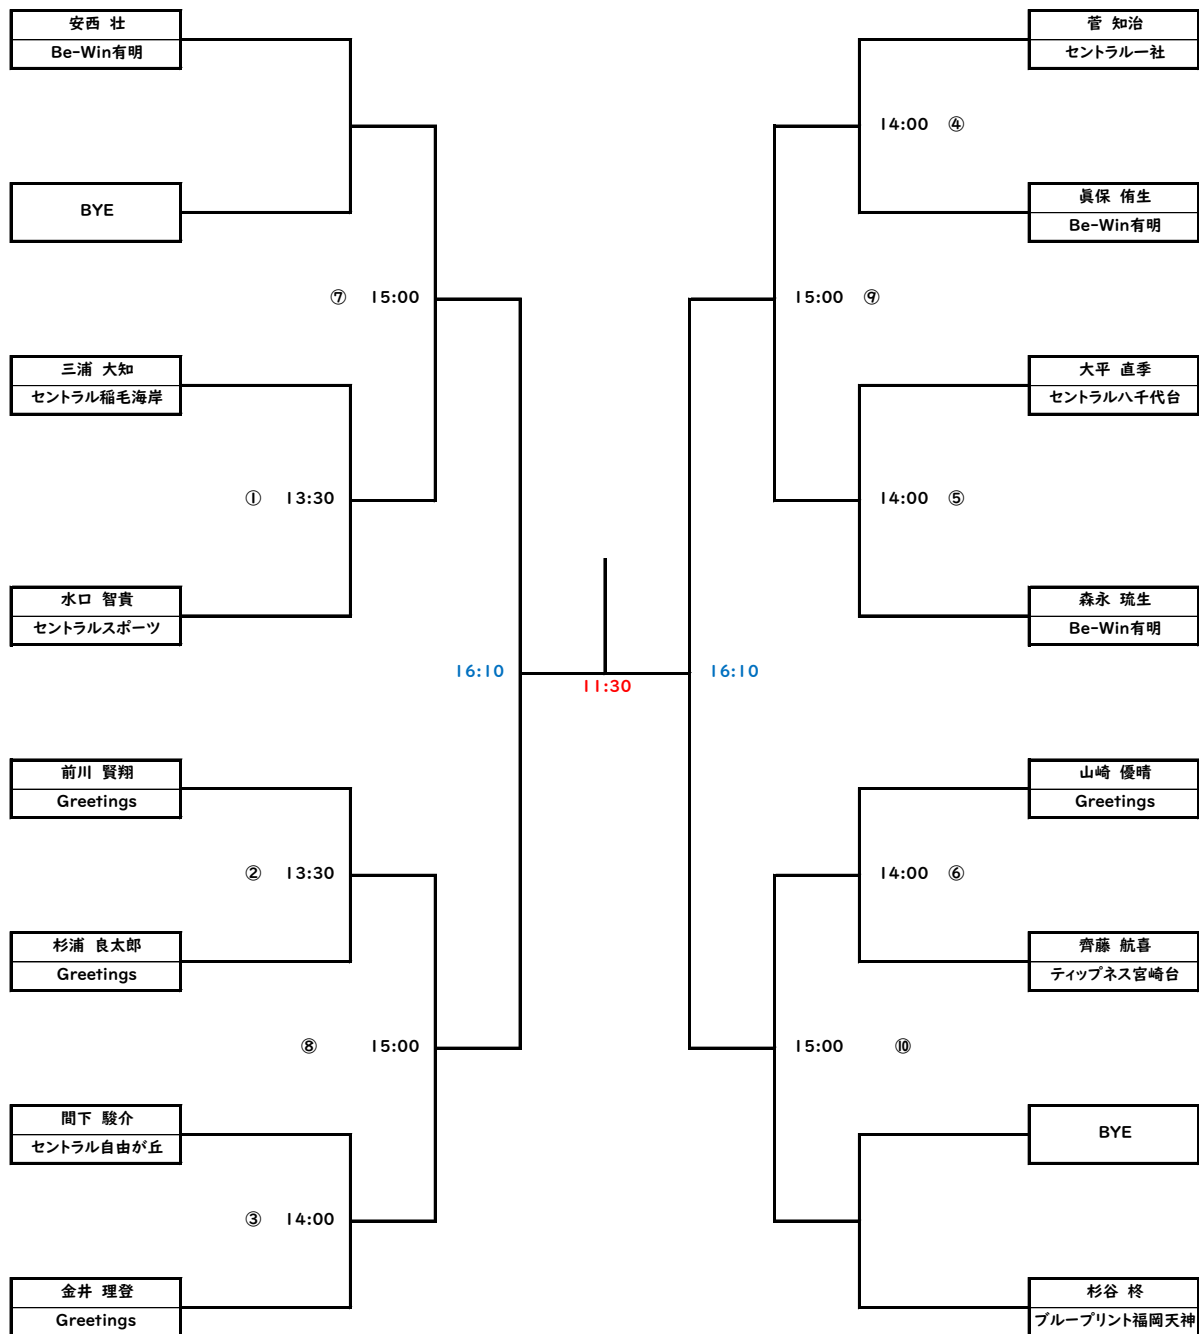 安西 壮
Be-Win有明
BYE
⑦ 15:00
三浦 大知
セントラル稲毛海岸
① 13:30
水口 智貴
セントラルスポーツ
16:10
前川 賢翔
Greetings
② 13:30
杉浦 良太郎
Greetings
⑧ 15:00
間下 駿介
セントラル自由が丘
③ 14:00
金井 理登
Greetings
11:30
菅 知治
セントラル一社
14:00 ④
眞保 侑生
Be-Win有明
15:00 ⑨
大平 直季
セントラル八千代台
14:00 ⑤
森永 琉生
Be-Win有明
16:10
山崎 優晴
Greetings
14:00 ⑥
齊藤 航喜
ティップネス宮崎台
15:00 ⑩
BYE
杉谷 柊
ブループリント福岡天神